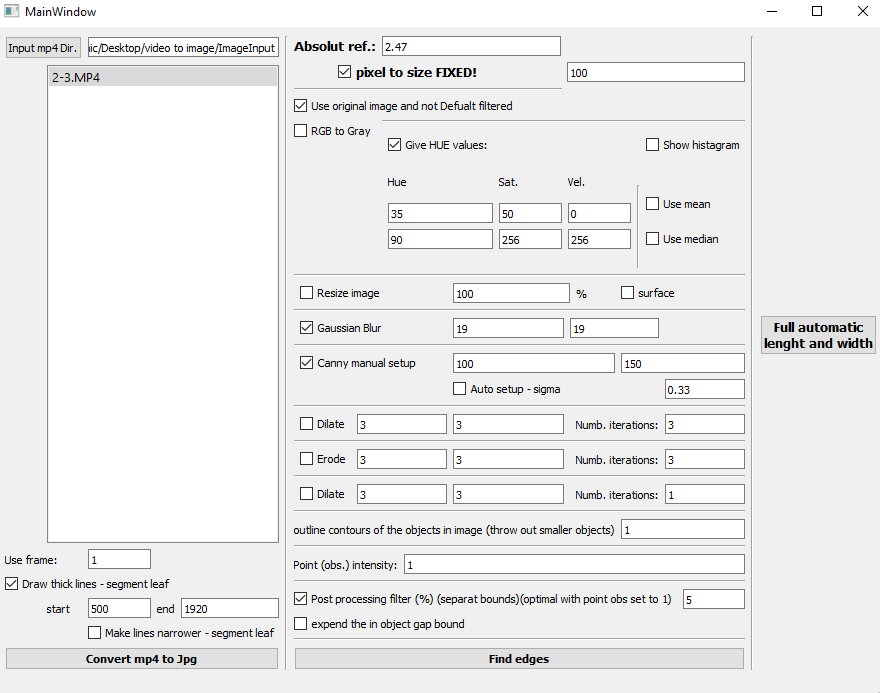 MainWindow
Input mp4 Dir.
ic/Desktop/video to image/ImageInput
2-3.MP4
Use frame:
1
Draw thick lines - segment leaf
start 500 end 1920
Make lines narrower - segment leaf
Convert mp4 to Jpg
Absolut ref.: 2.47
pixel to size FIXED! 100
Use original image and not Defualt filtered
RGB to Gray
Give HUE values: Show histagram
Hue Sat. Vel.
35 50 0 Use mean
90 256 256 Use median
Resize image 100 % surface
Gaussian Blur 19 19
Canny manual setup 100 150
Auto setup - sigma 0.33
Dilate 3 3 Numb. iterations: 3
Erode 3 3 Numb. iterations: 3
Dilate 3 3 Numb. iterations: 1
outline contours of the objects in image (throw out smaller objects) 1
Point (obs.) intensity: 1
Post processing filter (%) (separat bounds)(optimal with point obs set to 1) 5
expend the in object gap bound
Find edges
Full automatic
lenght and width